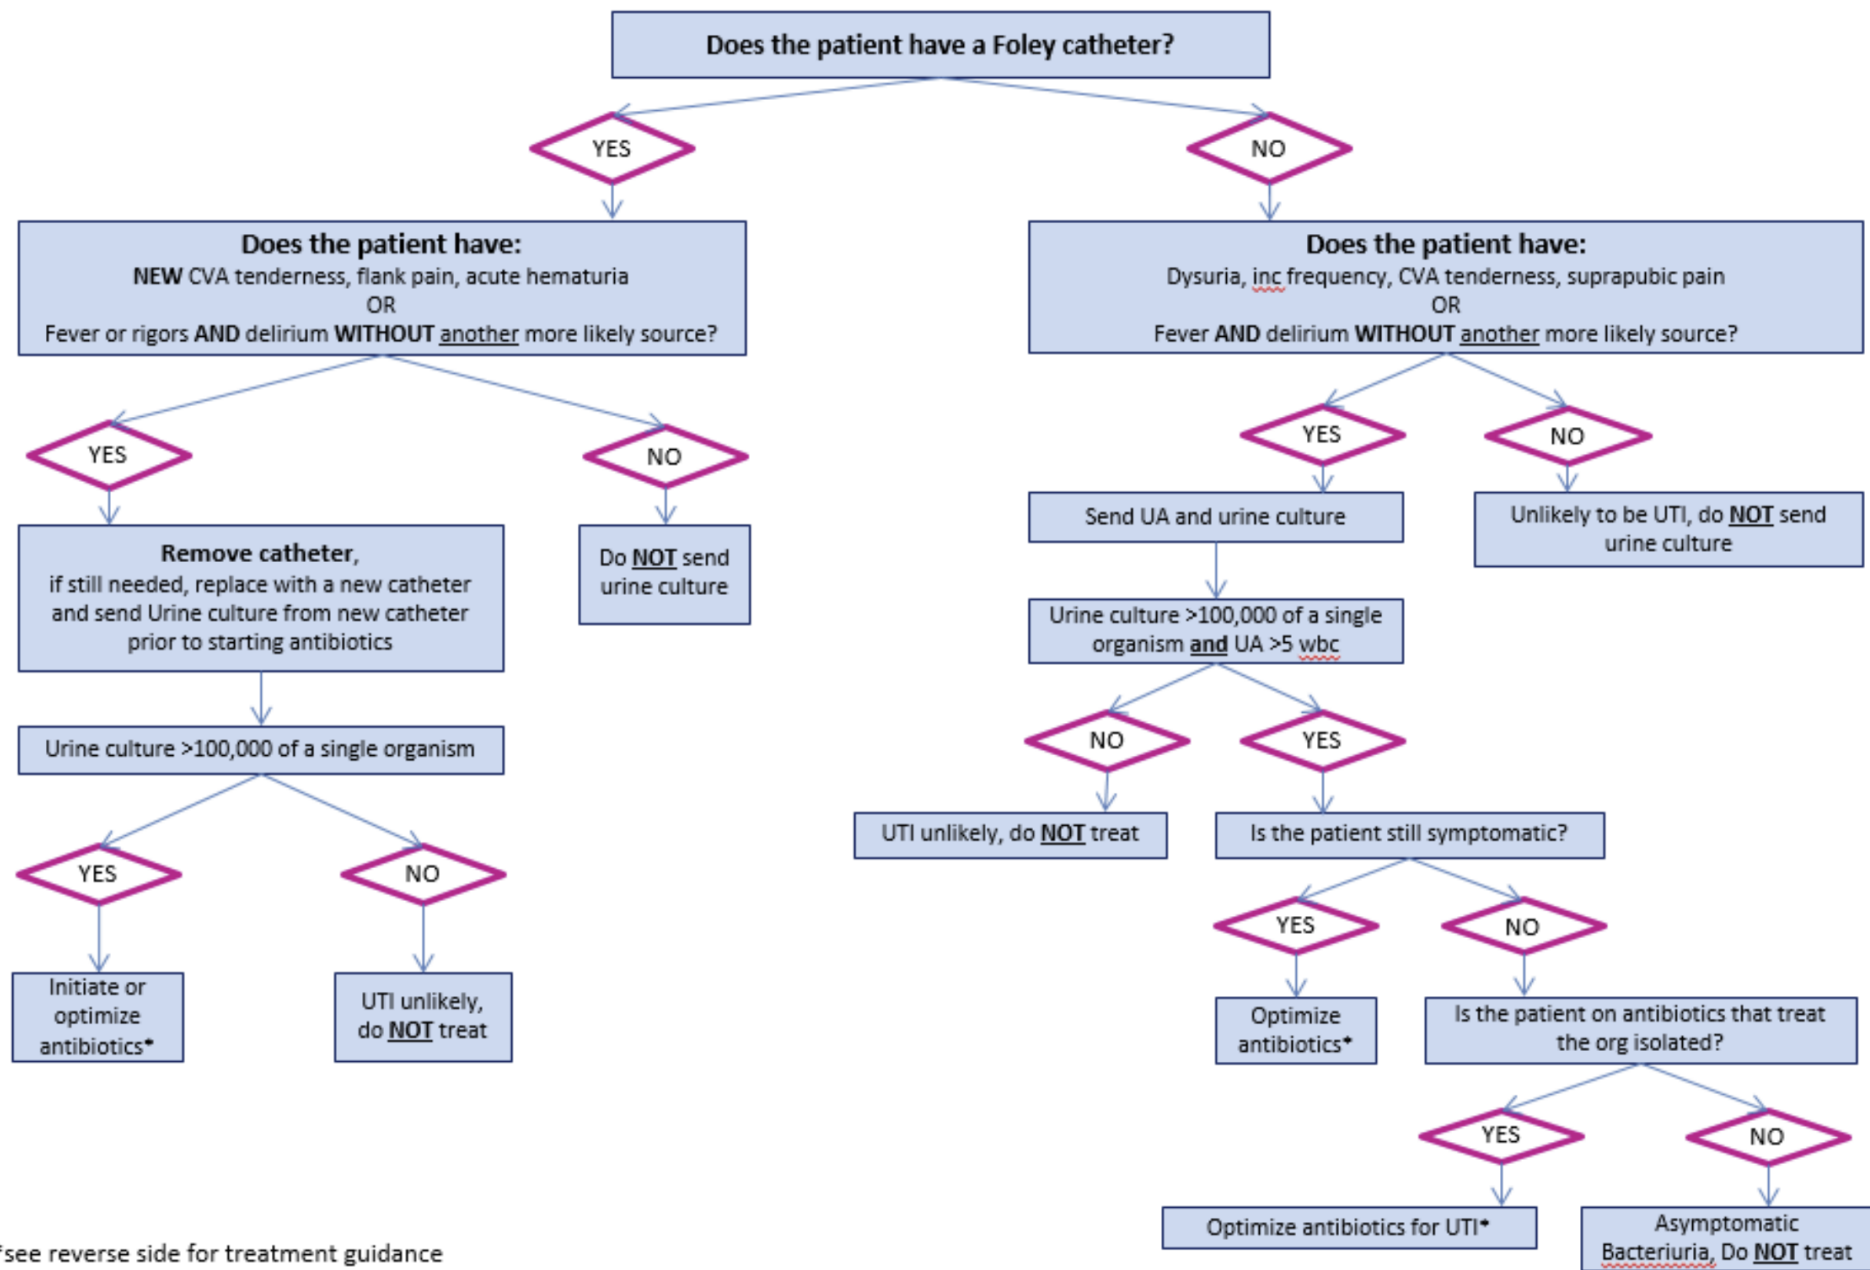 Does the patient have a Foley catheter?
YES
NO
Does the patient have:
NEW CVA tenderness, flank pain, acute hematuria
OR
Fever or rigors AND delirium WITHOUT another more likely source?
Does the patient have:
Dysuria, inc frequency, CVA tenderness, suprapubic pain
OR
Fever AND delirium WITHOUT another more likely source?
YES
NO
YES
NO
Remove catheter,
if still needed, replace with a new catheter
and send Urine culture from new catheter
prior to starting antibiotics
Do NOT send
urine culture
Send UA and urine culture
Unlikely to be UTI, do NOT send
urine culture
Urine culture >100,000 of a single
organism and UA >5 wbc
Urine culture >100,000 of a single organism
NO
YES
YES
NO
UTI unlikely, do NOT treat
Is the patient still symptomatic?
YES
NO
Initiate or
optimize
antibiotics*
UTI unlikely,
do NOT treat
Optimize
antibiotics*
Is the patient on antibiotics that treat
the org isolated?
YES
NO
Optimize antibiotics for UTI*
Asymptomatic
Bacteriuria, Do NOT treat
*see reverse side for treatment guidance